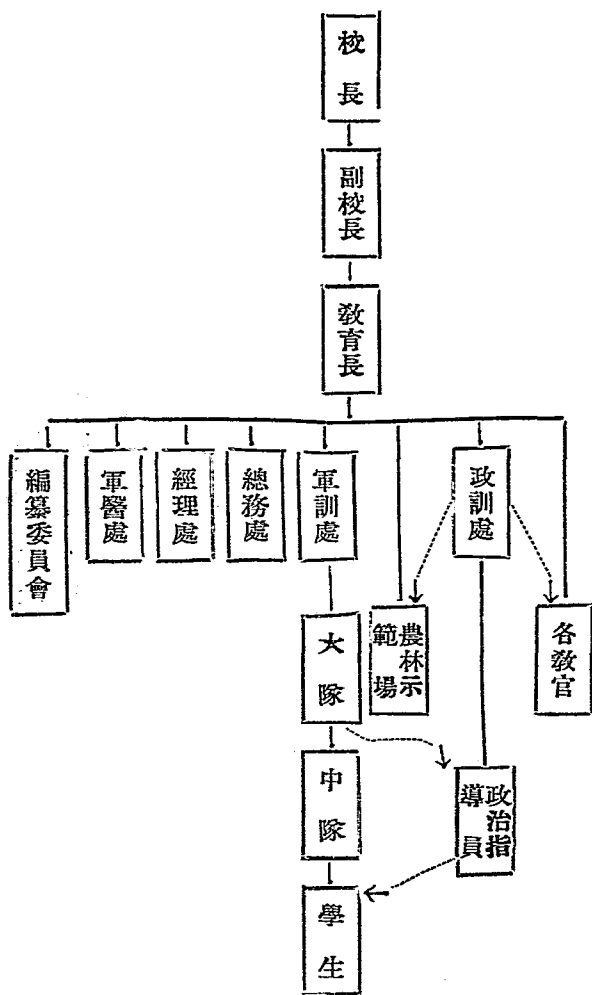 校長
副校長
教育長
各教官
政訓處
農林示
範場
軍訓處
總務處
經理處
軍醫處
編纂委員會
大隊
政治指
導員
中隊
學生